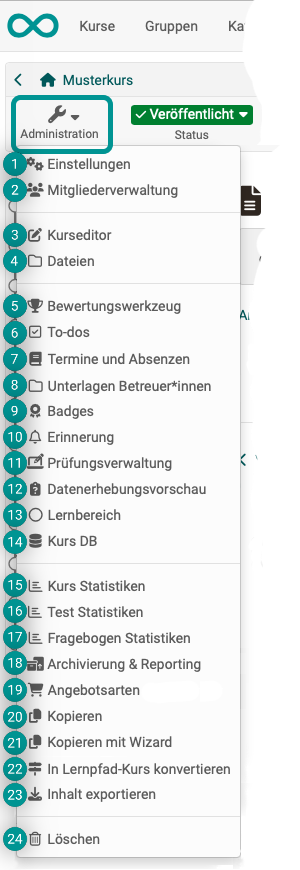 Kurse Gruppen Ka
Musterkurs
Administration
Veröffentlicht
Status
1 Einstellungen
2 Mitgliederverwaltung
3 Kurseditor
4 Dateien
5 Bewertungswerkzeug
6 To-dos
7 Termine und Absenzen
8 Unterlagen Betreuer*innen
9 Badges
10 Erinnerung
11 Prüfungsverwaltung
12 Datenerhebungsvorschau
13 Lernbereich
14 Kurs DB
15 Kurs Statistiken
16 Test Statistiken
17 Fragebogen Statistiken
18 Archivierung & Reporting
19 Angebotsarten
20 Kopieren
21 Kopieren mit Wizard
22 In Lernpfad-Kurs konvertieren
23 Inhalt exportieren
24 Löschen